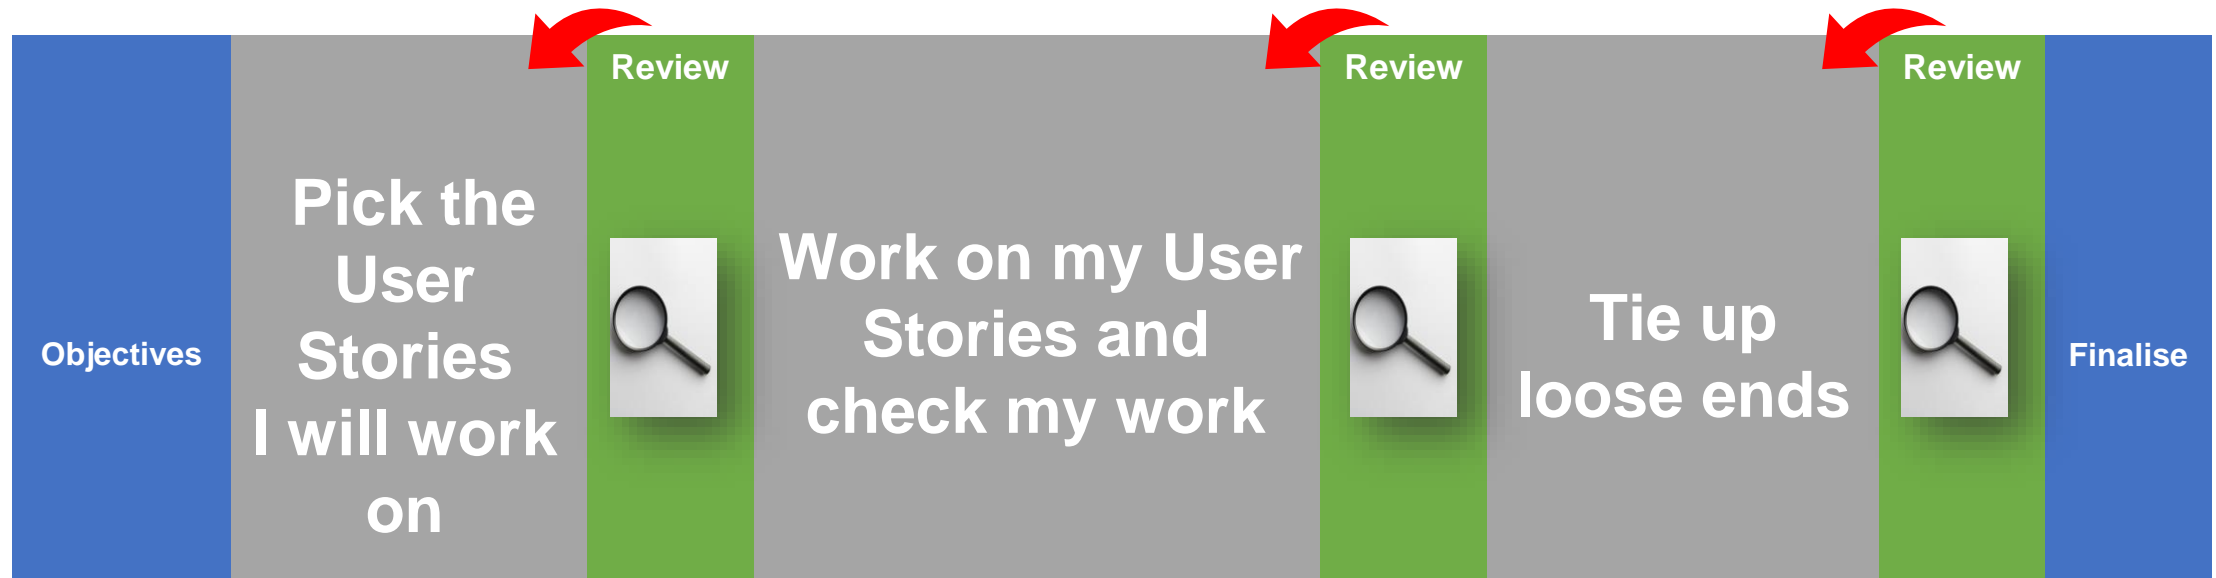 Objectives
Pick the
User
Stories
I will work
on
Review
Work on my User
Stories and
check my work
Review
Tie up
loose ends
Review
Finalise